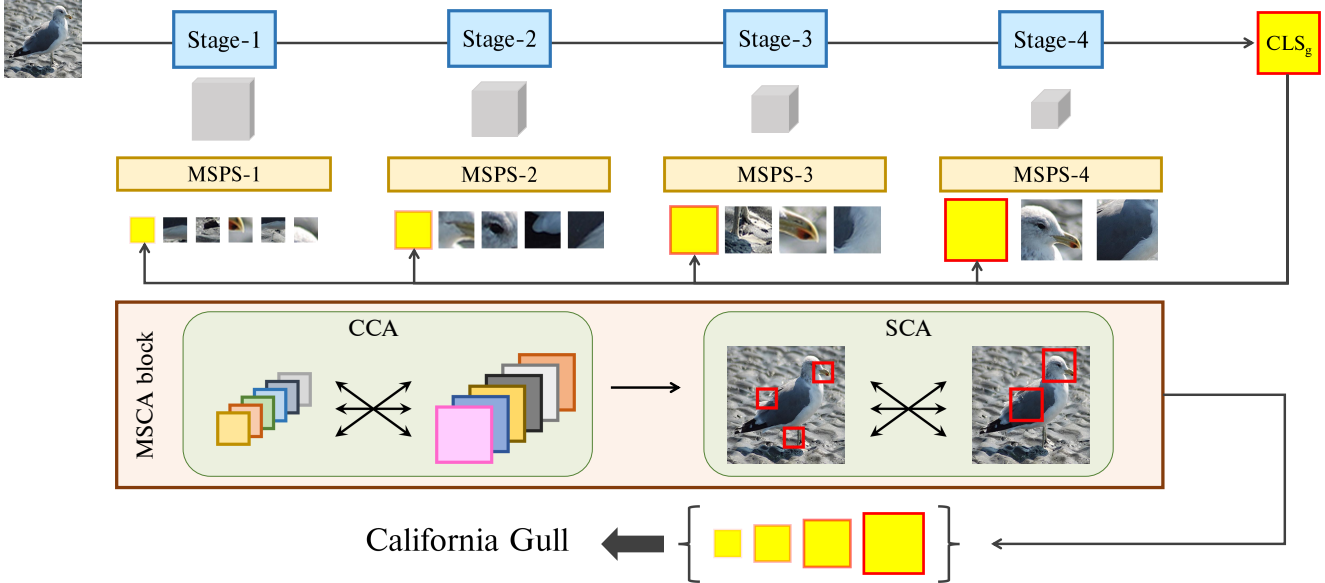 Stage-1
Stage-2
Stage-3
Stage-4
CLSg
MSPS-1
MSPS-2
MSPS-3
MSPS-4
MSCA block
CCA
SCA
California Gull